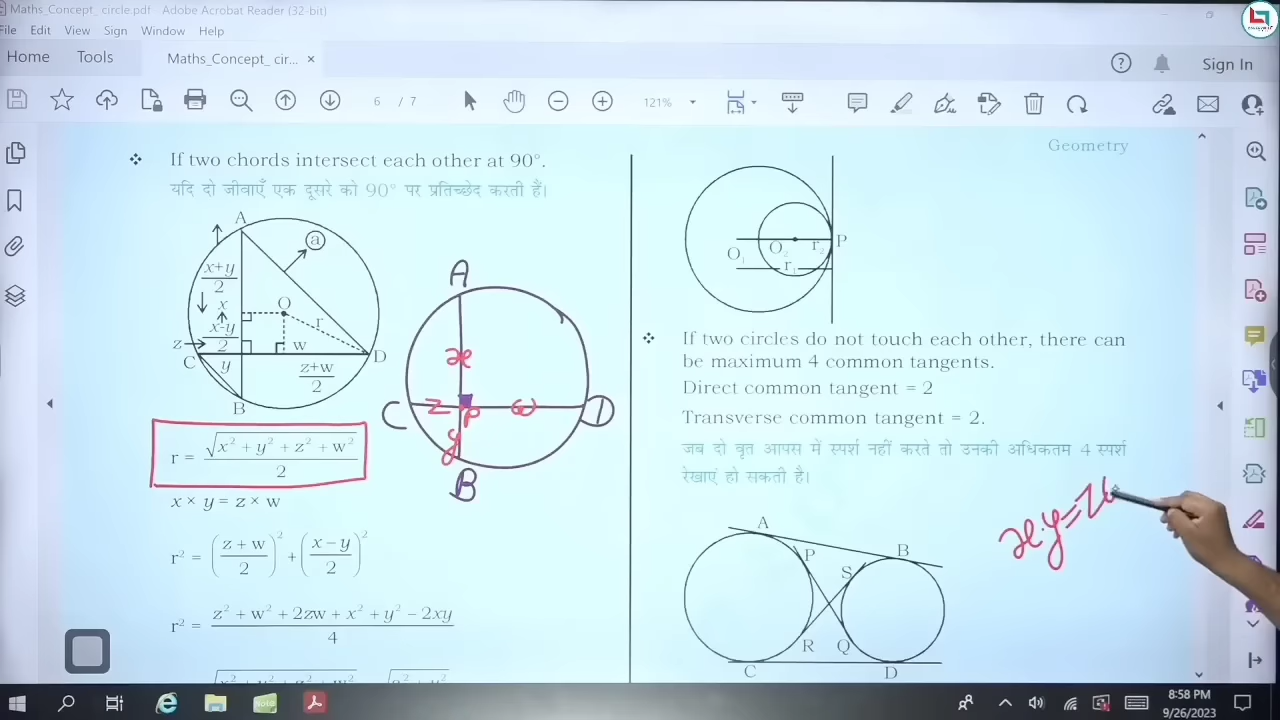 Maths_Concept_ circle.pdf - Adobe Acrobat Reader (32-bit)
File Edit View Sign Window Help
Home Tools Maths_Concept_ cir... ×
Sign In
6 / 7 121%
If two chords intersect each other at 90°.
यदि दो जीवाएँ एक दूसरे को 90° पर प्रतिच्छेद करती हैं।
A
a
x+y
2
x
O
r
x-y
2
z
w
C
y
z+w
2
D
B
A
x
C
z
p
w
D
y
B
r = √x² + y² + z² + w²
2
x × y = z × w
r² = (z + w / 2)² + (x – y / 2)²
r² = z² + w² + 2zw + x² + y² – 2xy
4
Geometry
O₁ O₂ r₂ P
r₁
If two circles do not touch each other, there can
be maximum 4 common tangents.
Direct common tangent = 2
Transverse common tangent = 2.
जब दो वृत आपस में स्पर्श नहीं करते तो उनकी अधिकतम 4 स्पर्श
रेखाएं हो सकती है।
A
P
B
S
R
Q
C
D
x.y=z
8:58 PM
9/26/2023